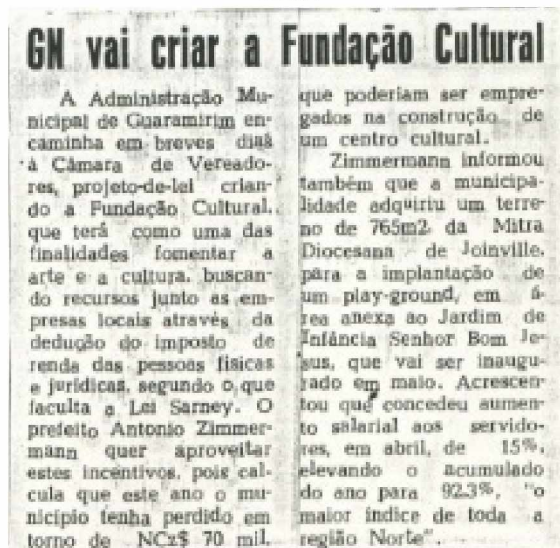 GN vai criar a Fundação Cultural
A Administração Mu-
nicipal de Guaramirim en-
caminha em breves dias
à Câmara de Vereado-
res, projeto-de-lei crian-
do a Fundação Cultural,
que terá como uma das
finalidades fomentar a
arte e a cultura, buscan-
do recursos junto as em-
presas locais através da
dedução do imposto de
renda das pessoas físicas
e jurídicas, segundo o que
faculta a Lei Sarney. O
prefeito Antonio Zimmer-
mann quer aproveitar
estes incentivos, pois cal-
cula que este ano o mu-
nicípio tenha perdido em
torno de NCz$ 70 mil,
que poderiam ser empre-
gados na construção de
um centro cultural.
Zimmermann informou
também que a municipa-
lidade adquiriu um terre-
no de 765m2 da Mitra
Diocesana de Joinville,
para a implantação de
um play-ground, em á-
rea anexa ao Jardim de
Infância Senhor Bom Je-
sus, que vai ser inaugu-
rado em maio. Acrescen-
tou que concedeu aumen-
to salarial aos servido-
res, em abril, de 15%,
elevando o acumulado
do ano para 92.3%, "o
maior índice de toda a
região Norte".